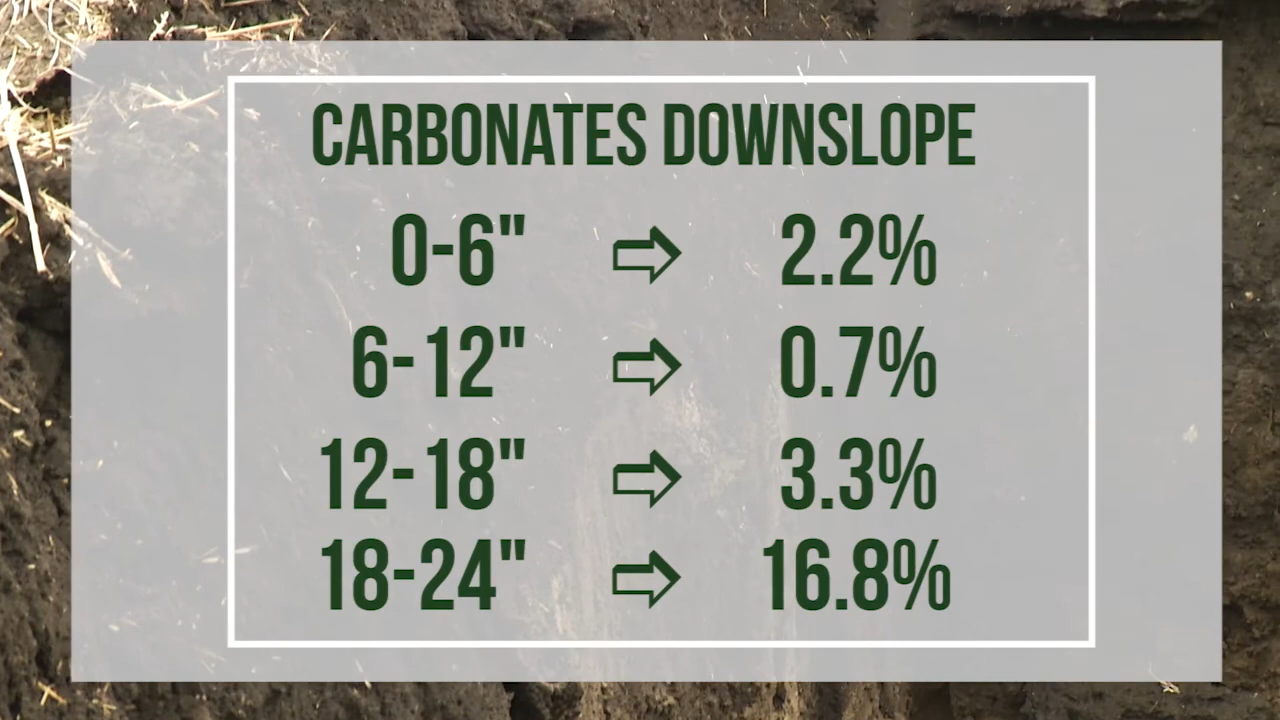 CARBONATES DOWNSLOPE
0-6" ⇨ 2.2%
6-12" ⇨ 0.7%
12-18" ⇨ 3.3%
18-24" ⇨ 16.8%